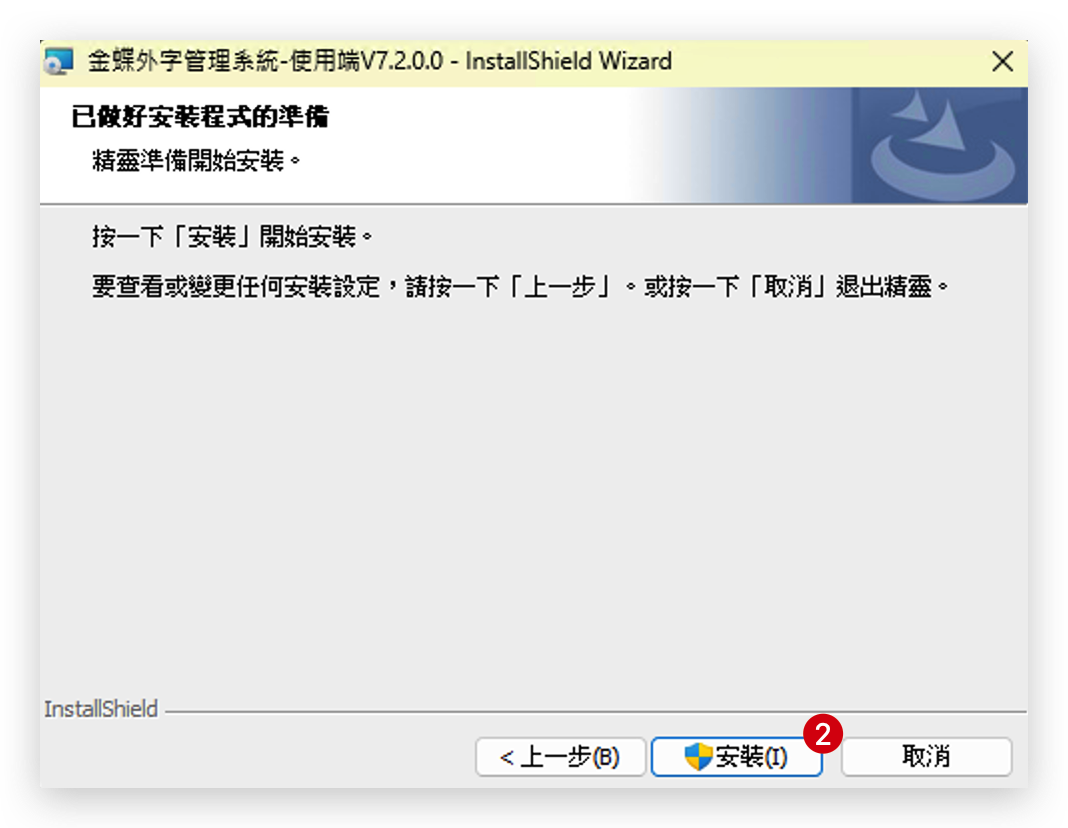 金蝶外字管理系統-使用端V7.2.0.0 - InstallShield Wizard
已做好安裝程式的準備
精靈準備開始安裝。
按一下「安裝」開始安裝。
要查看或變更任何安裝設定，請按一下「上一步」。或按一下「取消」退出精靈。
InstallShield
< 上一步(B)
安裝(I)
2
取消